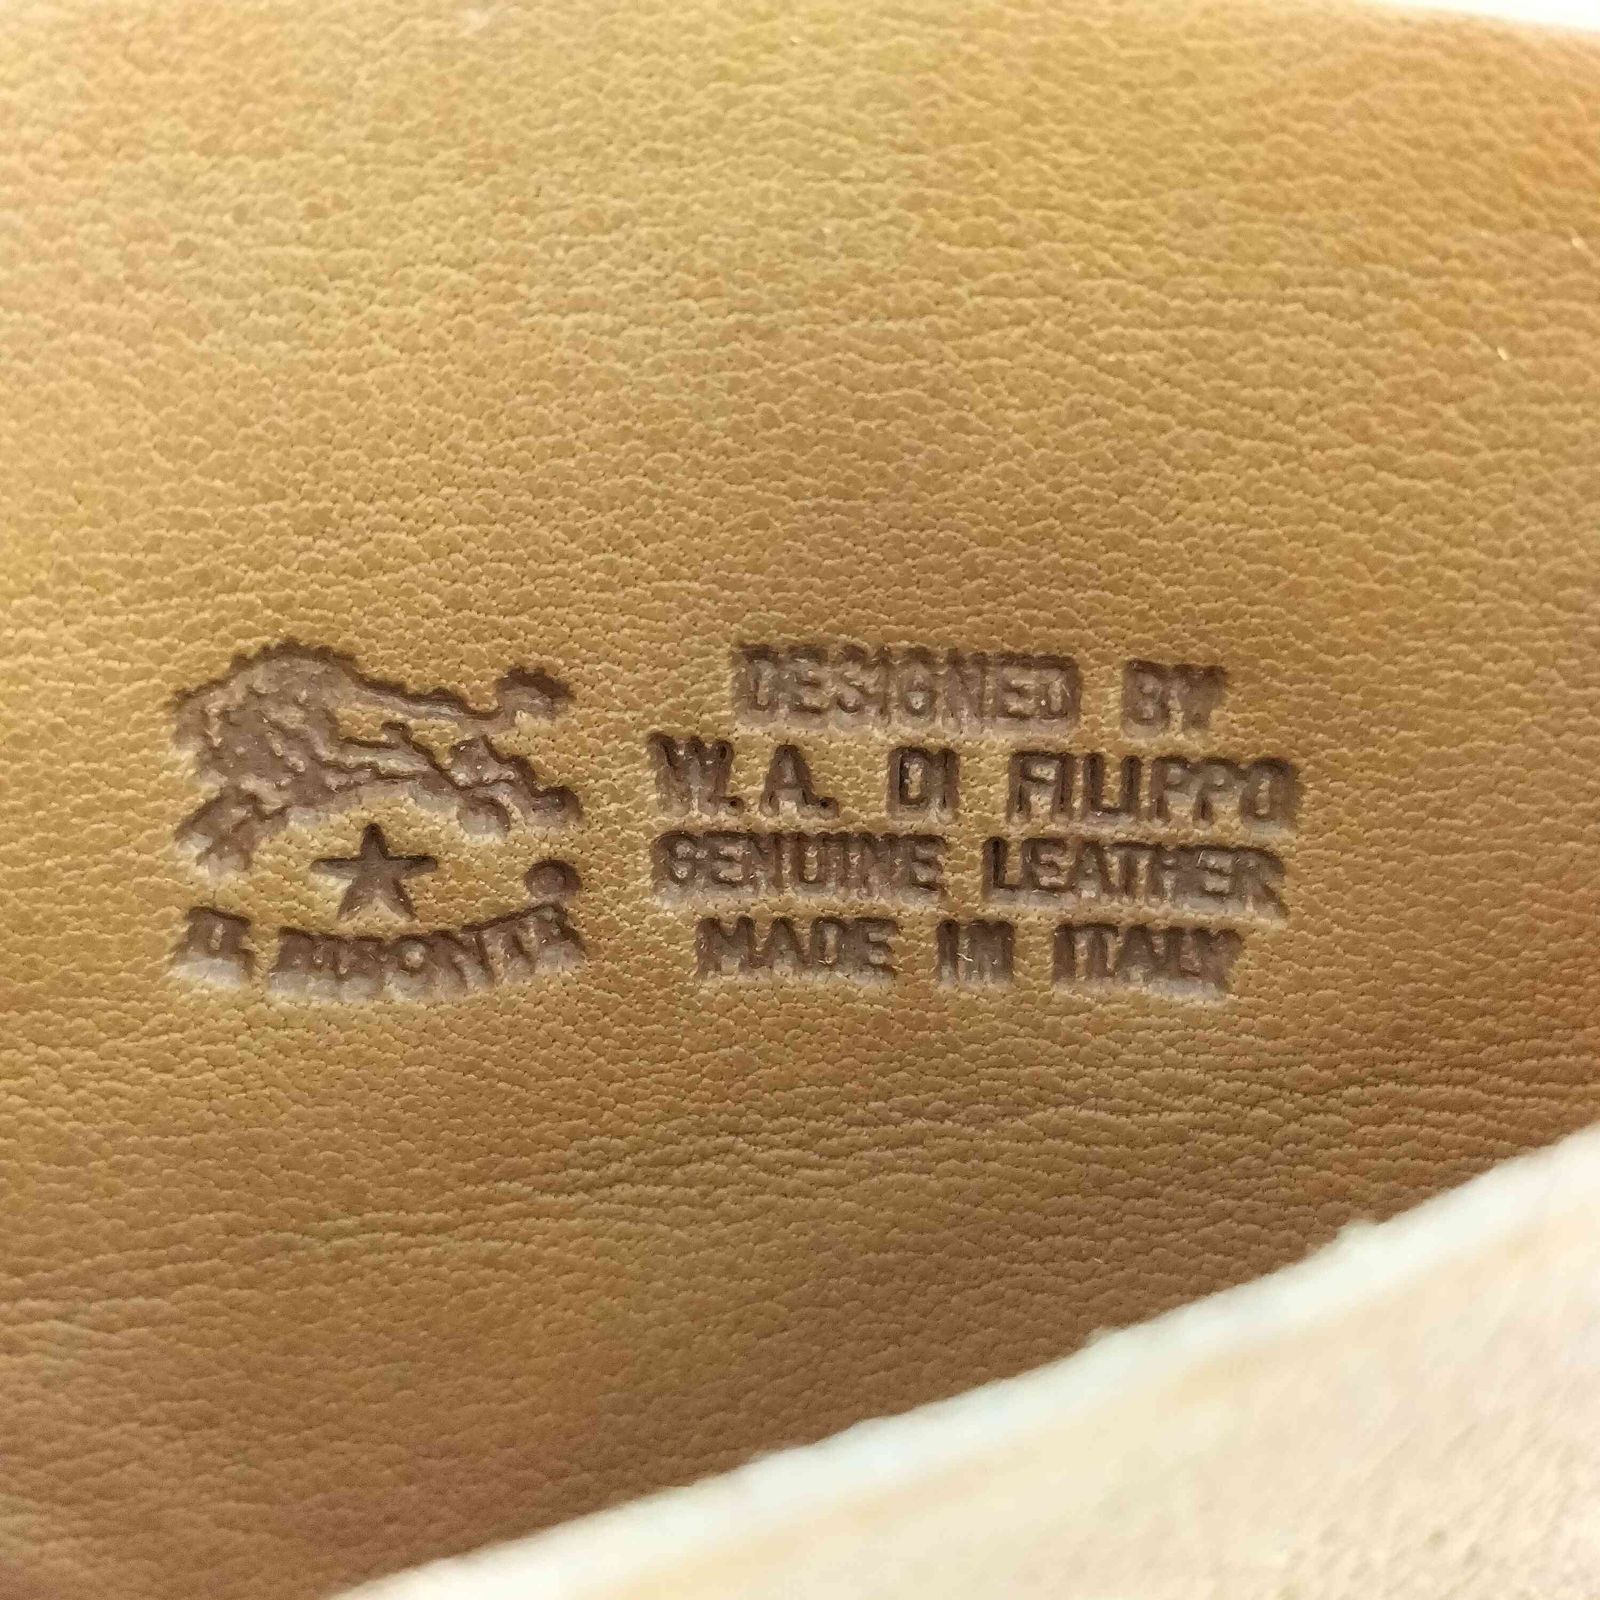 IL BISONTE
DESIGNED BY
W. A. DI FILIPPO
GENUINE LEATHER
MADE IN ITALY